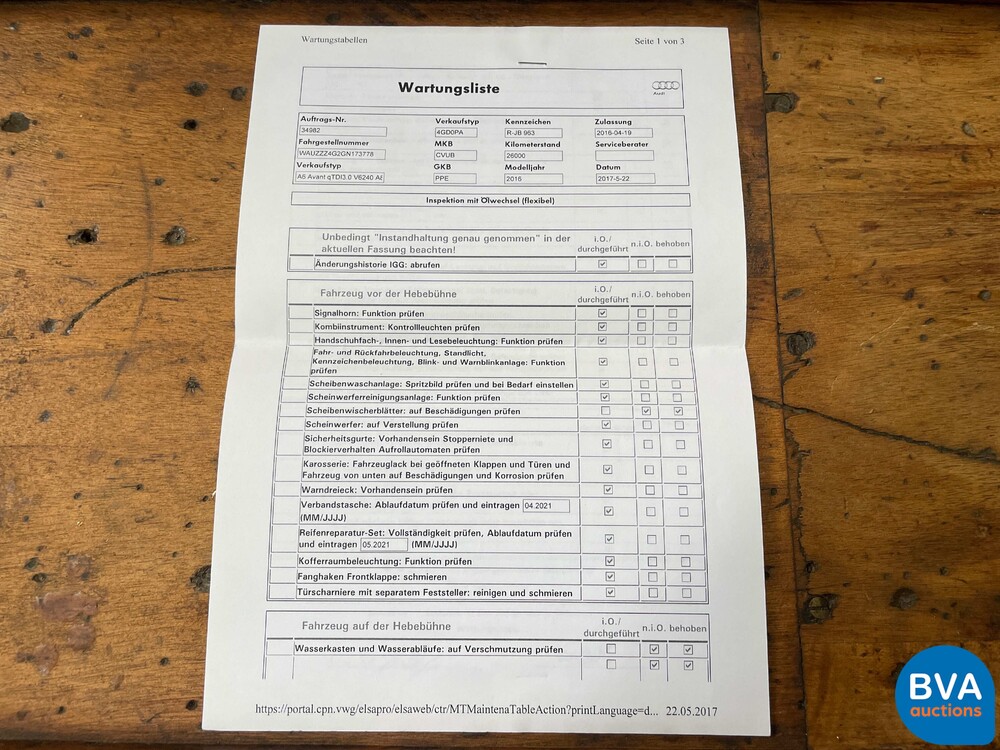 Wartungstabellen Seite 1 von 3
Wartungsliste
Audi
Auftrags-Nr. Verkaufstyp Kennzeichen Zulassung
34982 4GD0PA R-JB 963 2016-04-19
Fahrgestellnummer MKB Kilometerstand Serviceberater
WAUZZZ4G2GN173778 CVUB 26000
Verkaufstyp GKB Modelljahr Datum
A6 Avant qTDI3.0 V6240 A6 PPE 2016 2017-5-22
Inspektion mit Ölwechsel (flexibel)
Unbedingt "Instandhaltung genau genommen" in der
aktuellen Fassung beachten!
i.O./
durchgeführt n.i.O. behoben
Änderungshistorie IGG: abrufen
Fahrzeug vor der Hebebühne
i.O./
durchgeführt n.i.O. behoben
Signalhorn: Funktion prüfen
Kombiinstrument: Kontrollleuchten prüfen
Handschuhfach-, Innen- und Lesebeleuchtung: Funktion prüfen
Fahr- und Rückfahrbeleuchtung, Standlicht,
Kennzeichenbeleuchtung, Blink- und Warnblinkanlage: Funktion
prüfen
Scheibenwaschanlage: Spritzbild prüfen und bei Bedarf einstellen
Scheinwerferreinigungsanlage: Funktion prüfen
Scheibenwischerblätter: auf Beschädigungen prüfen
Scheinwerfer: auf Verstellung prüfen
Sicherheitsgurte: Vorhandensein Stopperniete und
Blockierverhalten Aufrollautomaten prüfen
Karosserie: Fahrzeuglack bei geöffneten Klappen und Türen und
Fahrzeug von unten auf Beschädigungen und Korrosion prüfen
Warndreieck: Vorhandensein prüfen
Verbandstasche: Ablaufdatum prüfen und eintragen 04.2021
(MM/JJJJ)
Reifenreparatur-Set: Vollständigkeit prüfen, Ablaufdatum prüfen
und eintragen 05.2021 (MM/JJJJ)
Kofferraumbeleuchtung: Funktion prüfen
Fanghaken Frontklappe: schmieren
Türscharniere mit separatem Feststeller: reinigen und schmieren
Fahrzeug auf der Hebebühne
i.O./
durchgeführt n.i.O. behoben
Wasserkasten und Wasserabläufe: auf Verschmutzung prüfen
https://portal.cpn.vwg/elsapro/elsaweb/ctr/MTMaintenaTableAction?printLanguage=d... 22.05.2017
BVA
auctions